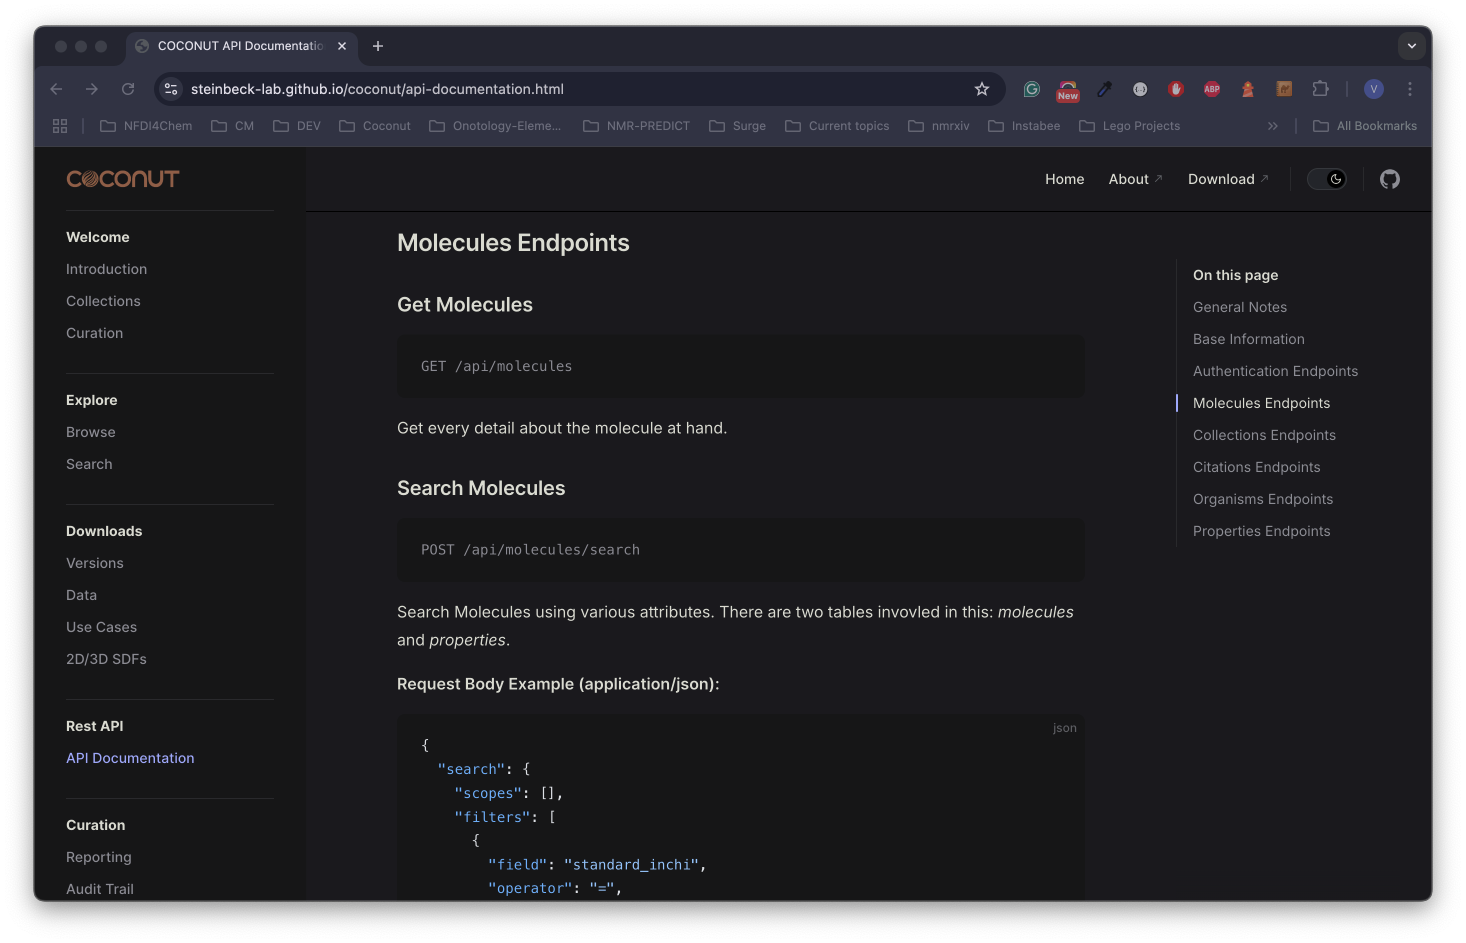 COCONUT API Documentatio
steinbeck-lab.github.io/coconut/api-documentation.html
New
ABP
V
NFDI4Chem
CM
DEV
Coconut
Onotology-Eleme...
NMR-PREDICT
Surge
Current topics
nmrxiv
Instabee
Lego Projects
All Bookmarks
COCONUT
Home
About
Download
Welcome
Introduction
Collections
Curation
Explore
Browse
Search
Downloads
Versions
Data
Use Cases
2D/3D SDFs
Rest API
API Documentation
Curation
Reporting
Audit Trail
Molecules Endpoints
Get Molecules
GET /api/molecules
Get every detail about the molecule at hand.
Search Molecules
POST /api/molecules/search
Search Molecules using various attributes. There are two tables invovled in this: molecules
and properties.
Request Body Example (application/json):
json
{
"search": {
"scopes": [],
"filters": [
{
"field": "standard_inchi",
"operator": "=",
On this page
General Notes
Base Information
Authentication Endpoints
Molecules Endpoints
Collections Endpoints
Citations Endpoints
Organisms Endpoints
Properties Endpoints